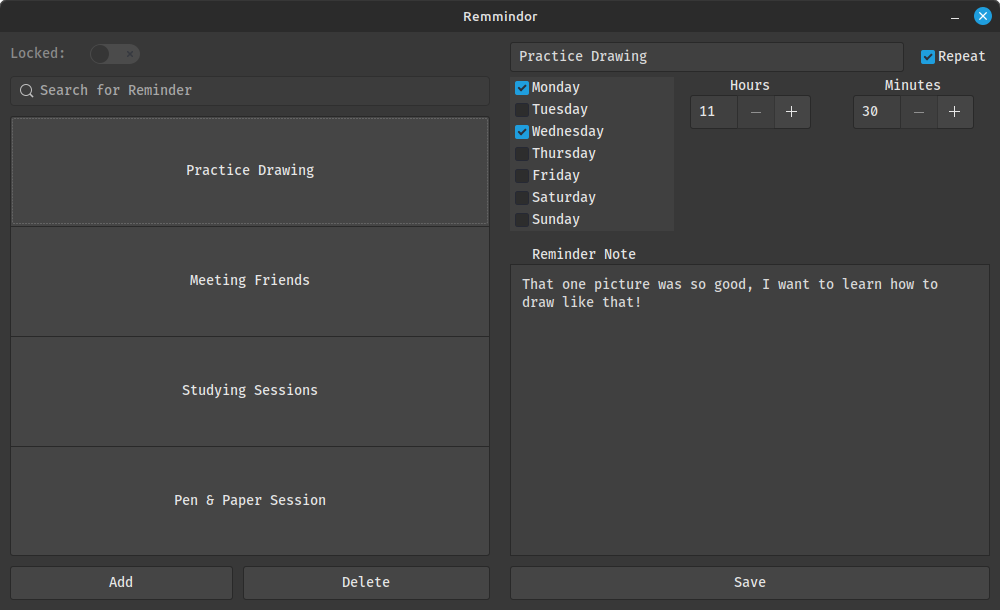 Remmindor
Locked:
Search for Reminder
Practice Drawing
Meeting Friends
Studying Sessions
Pen & Paper Session
Add
Delete
Practice Drawing
Repeat
Monday
Tuesday
Wednesday
Thursday
Friday
Saturday
Sunday
Hours
11
Minutes
30
Reminder Note
That one picture was so good, I want to learn how to
draw like that!
Save